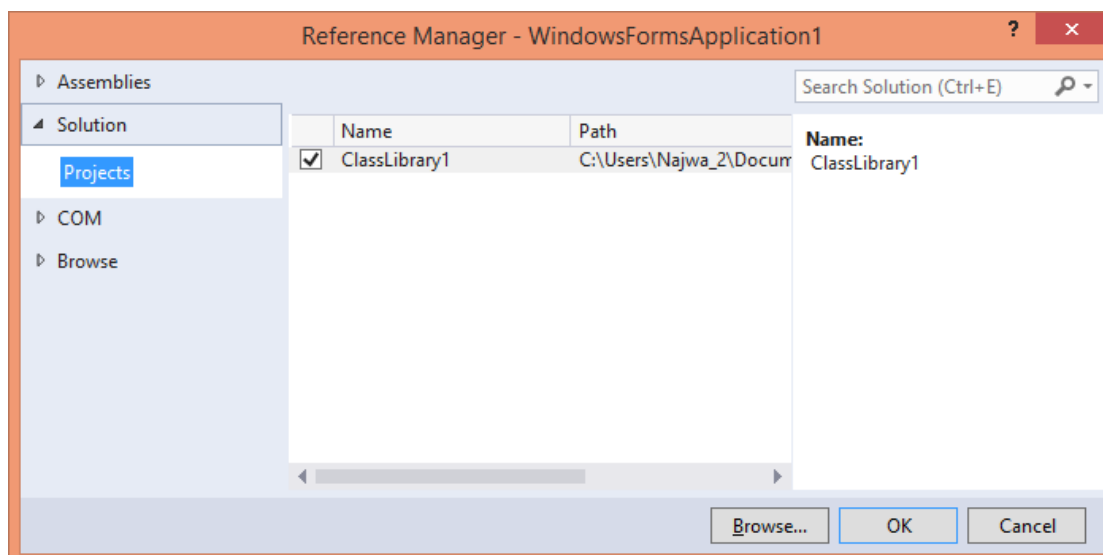 Reference Manager - WindowsFormsApplication1
?
Assemblies
Search Solution (Ctrl+E)
Solution
Name Path
Name:
ClassLibrary1 C:\Users\Najwa_2\Docum
ClassLibrary1
Projects
COM
Browse
Browse... OK Cancel